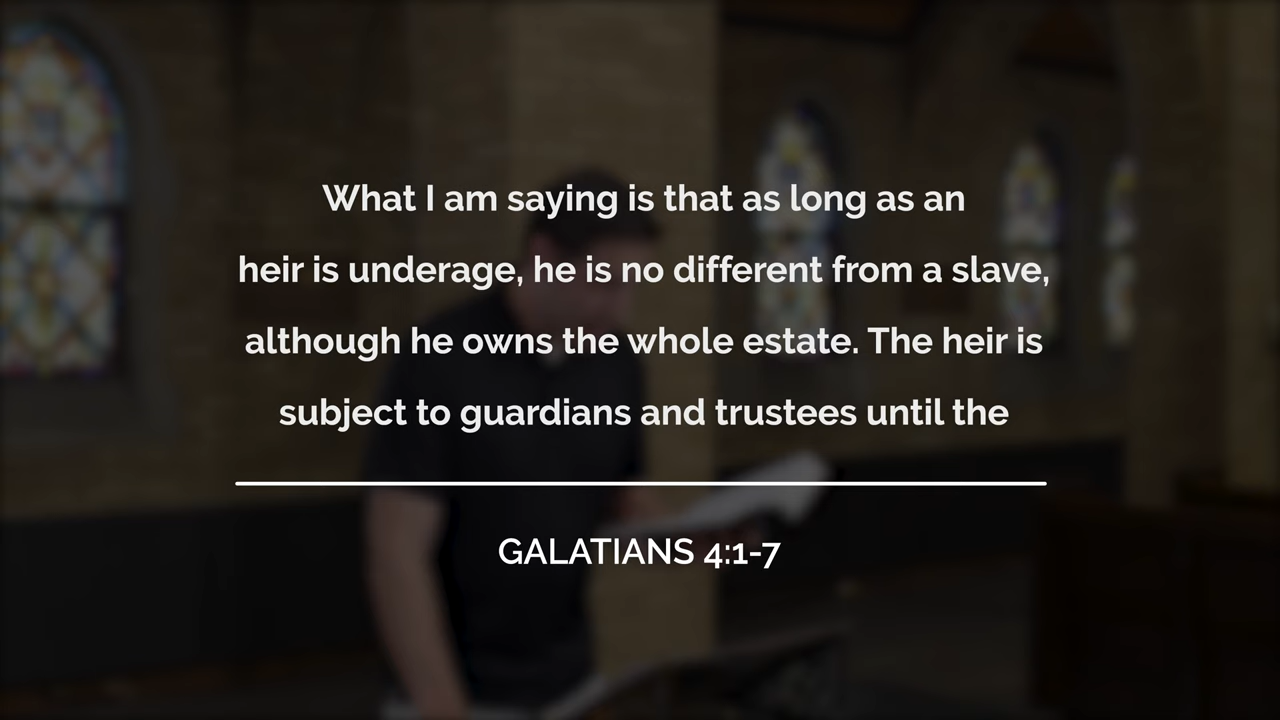 What I am saying is that as long as an
heir is underage, he is no different from a slave,
although he owns the whole estate. The heir is
subject to guardians and trustees until the
GALATIANS 4:1-7